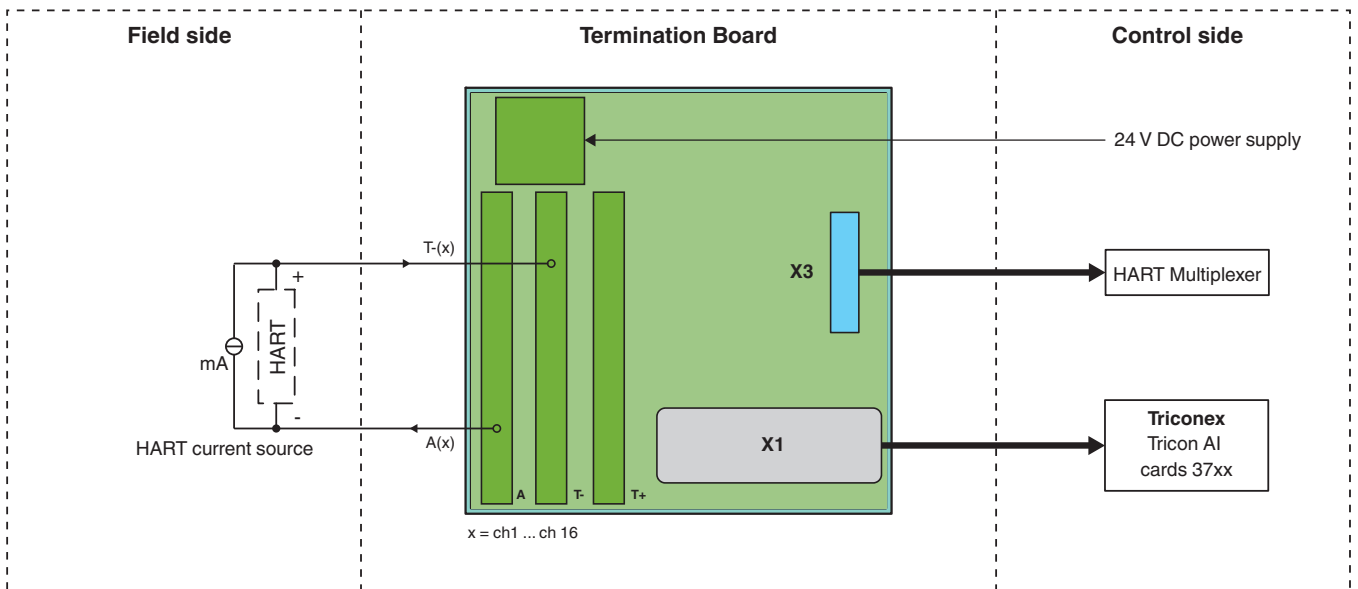 Field side
Termination Board
Control side
24 V DC power supply
T-(x)
+
HART
mA
-
HART current source
A(x)
X3
HART Multiplexer
X1
Triconex
Tricon AI
cards 37xx
A
T-
T+
x = ch1 ... ch 16